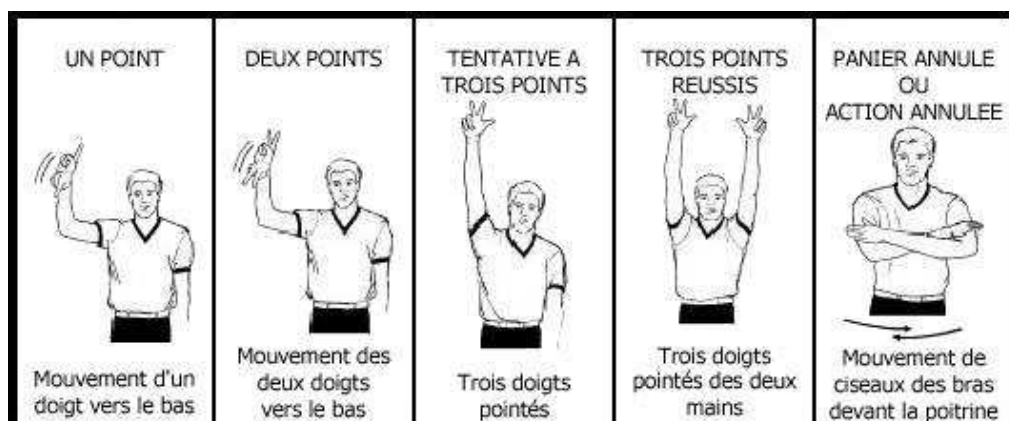 UN POINT
DEUX POINTS
TENTATIVE A
TROIS POINTS
TROIS POINTS
REUSSIS
PANIER ANNULE
OU
ACTION ANNULEE
Mouvement d'un
doigt vers le bas
Mouvement des
deux doigts
vers le bas
Trois doigts
pointés
Trois doigts
pointés des deux
mains
Mouvement de
ciseaux des bras
devant la poitrine